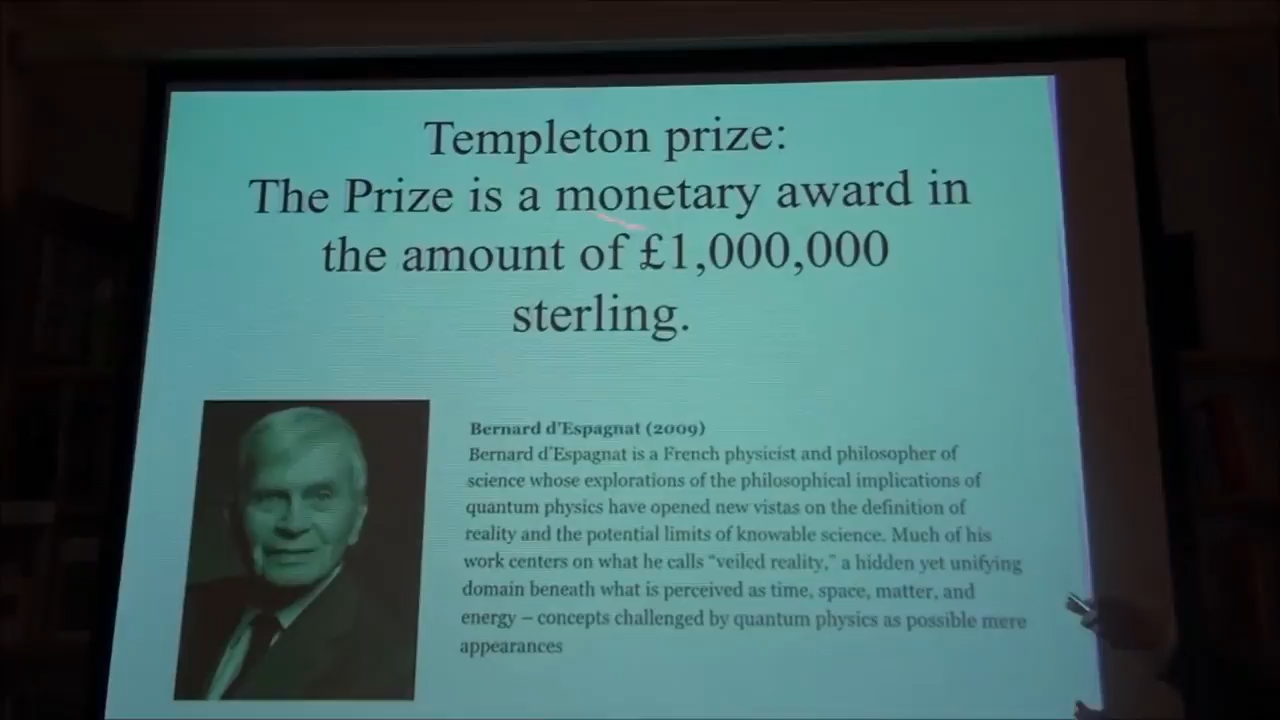 Templeton prize:
The Prize is a monetary award in
the amount of £1,000,000
sterling.
Bernard d'Espagnat (2009)
Bernard d'Espagnat is a French physicist and philosopher of
science whose explorations of the philosophical implications of
quantum physics have opened new vistas on the definition of
reality and the potential limits of knowable science. Much of his
work centers on what he calls “veiled reality,” a hidden yet unifying
domain beneath what is perceived as time, space, matter, and
energy – concepts challenged by quantum physics as possible mere
appearances